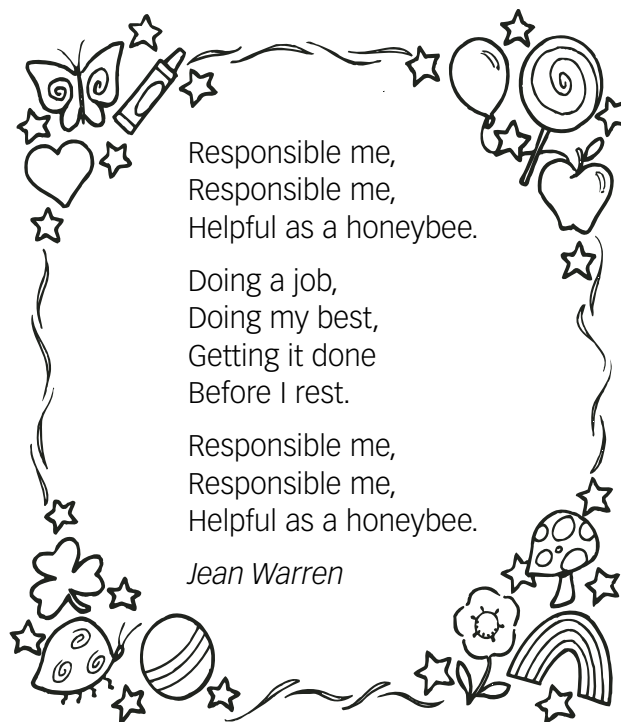 Responsible me,
Responsible me,
Helpful as a honeybee.
Doing a job,
Doing my best,
Getting it done
Before I rest.
Responsible me,
Responsible me,
Helpful as a honeybee.
Jean Warren